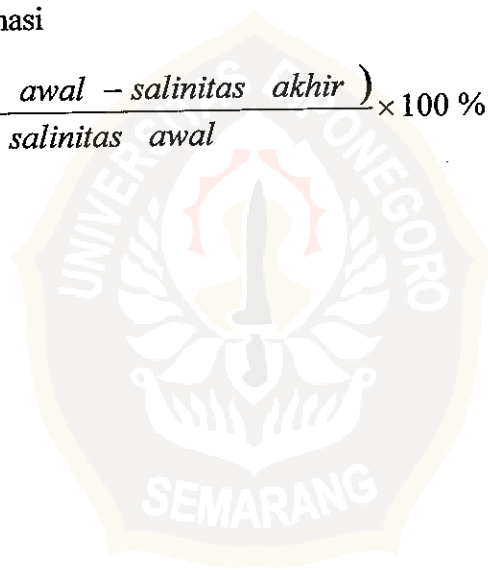 nasi
awal – salinitas akhir ) × 100 %
salinitas awal
UNIVERSITAS DIPONEGORO
SEMARANG